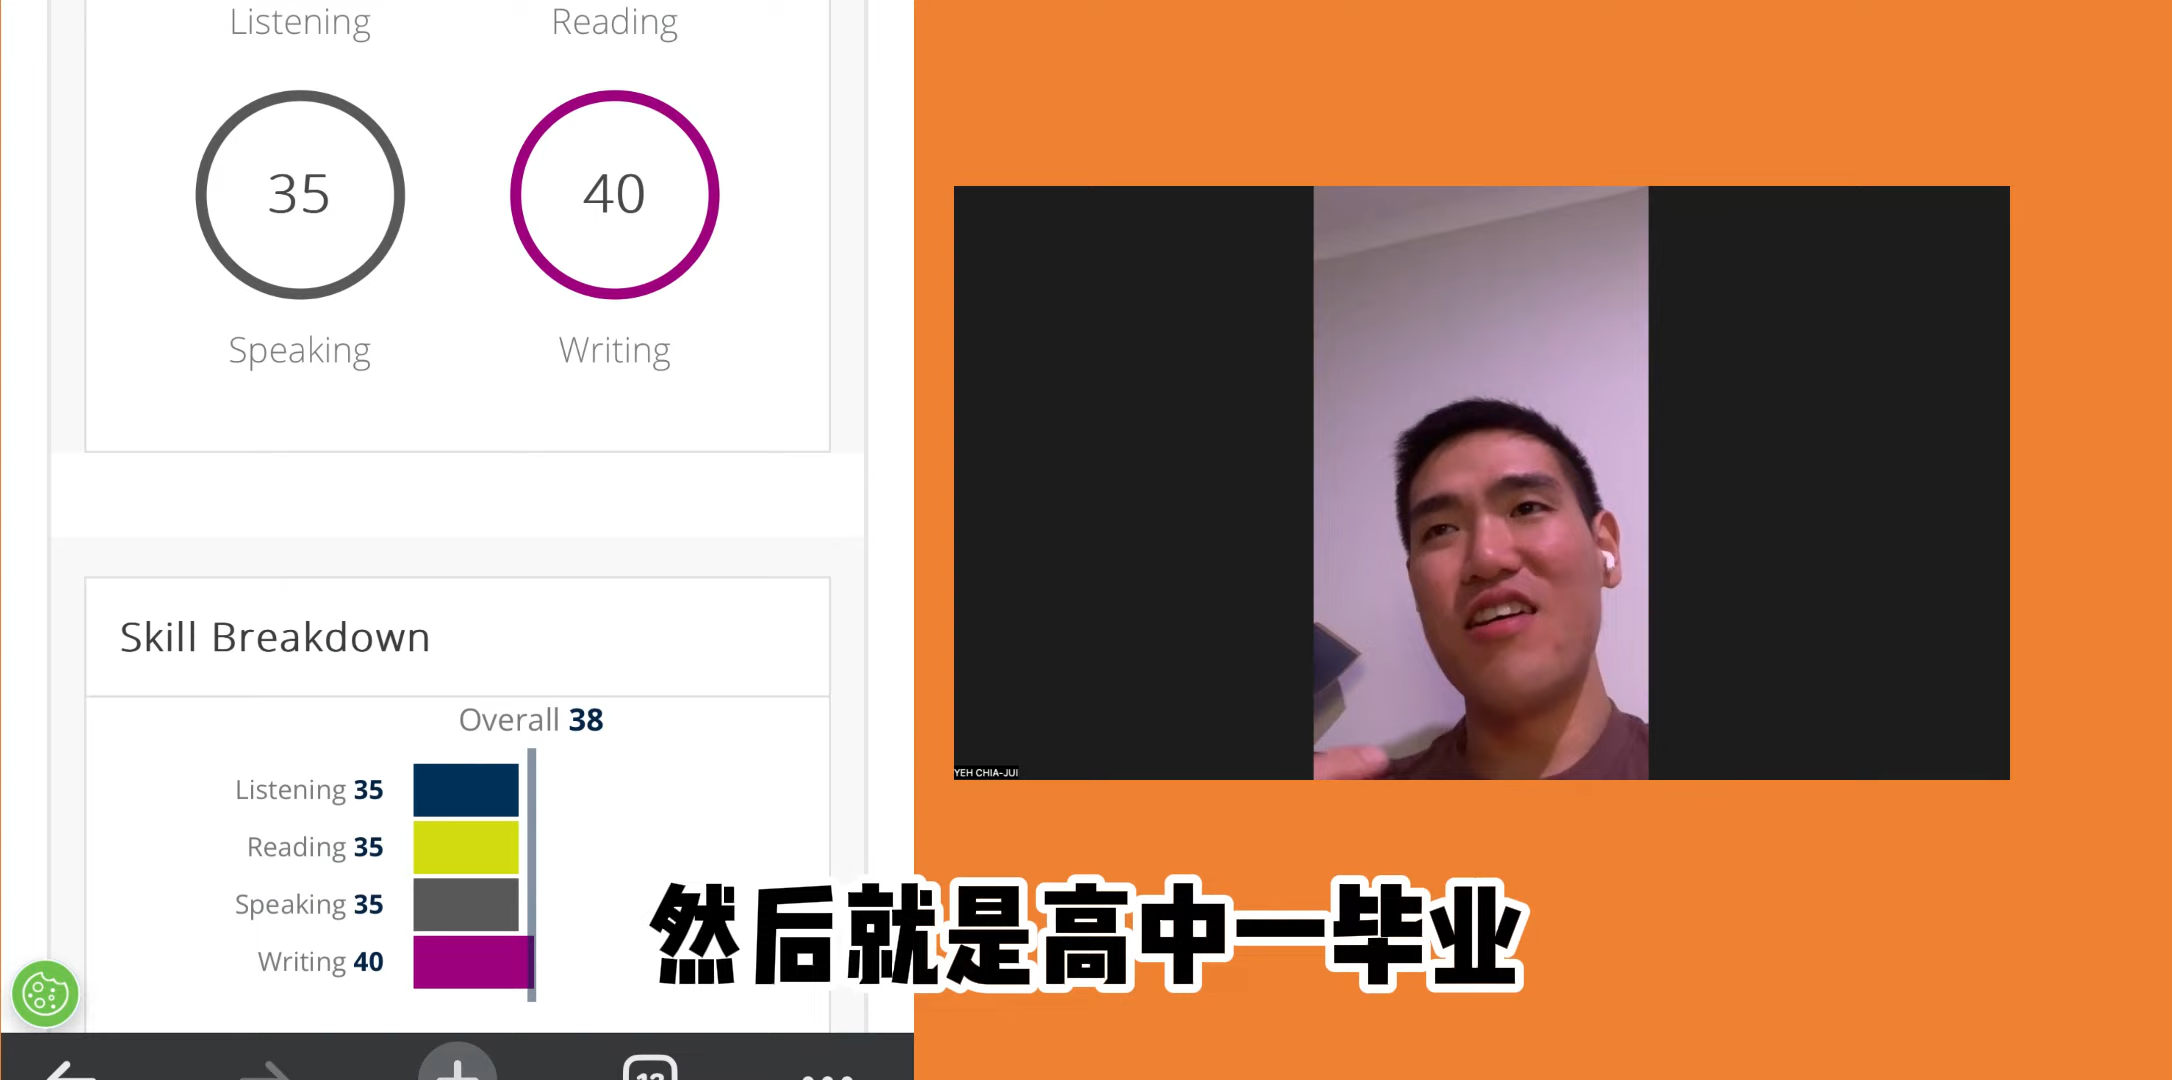 Listening
Reading
35
40
Speaking
Writing
Skill Breakdown
Overall 38
Listening 35
Reading 35
Speaking 35
Writing 40
YEH CHIA-JUI
然后就是高中一毕业